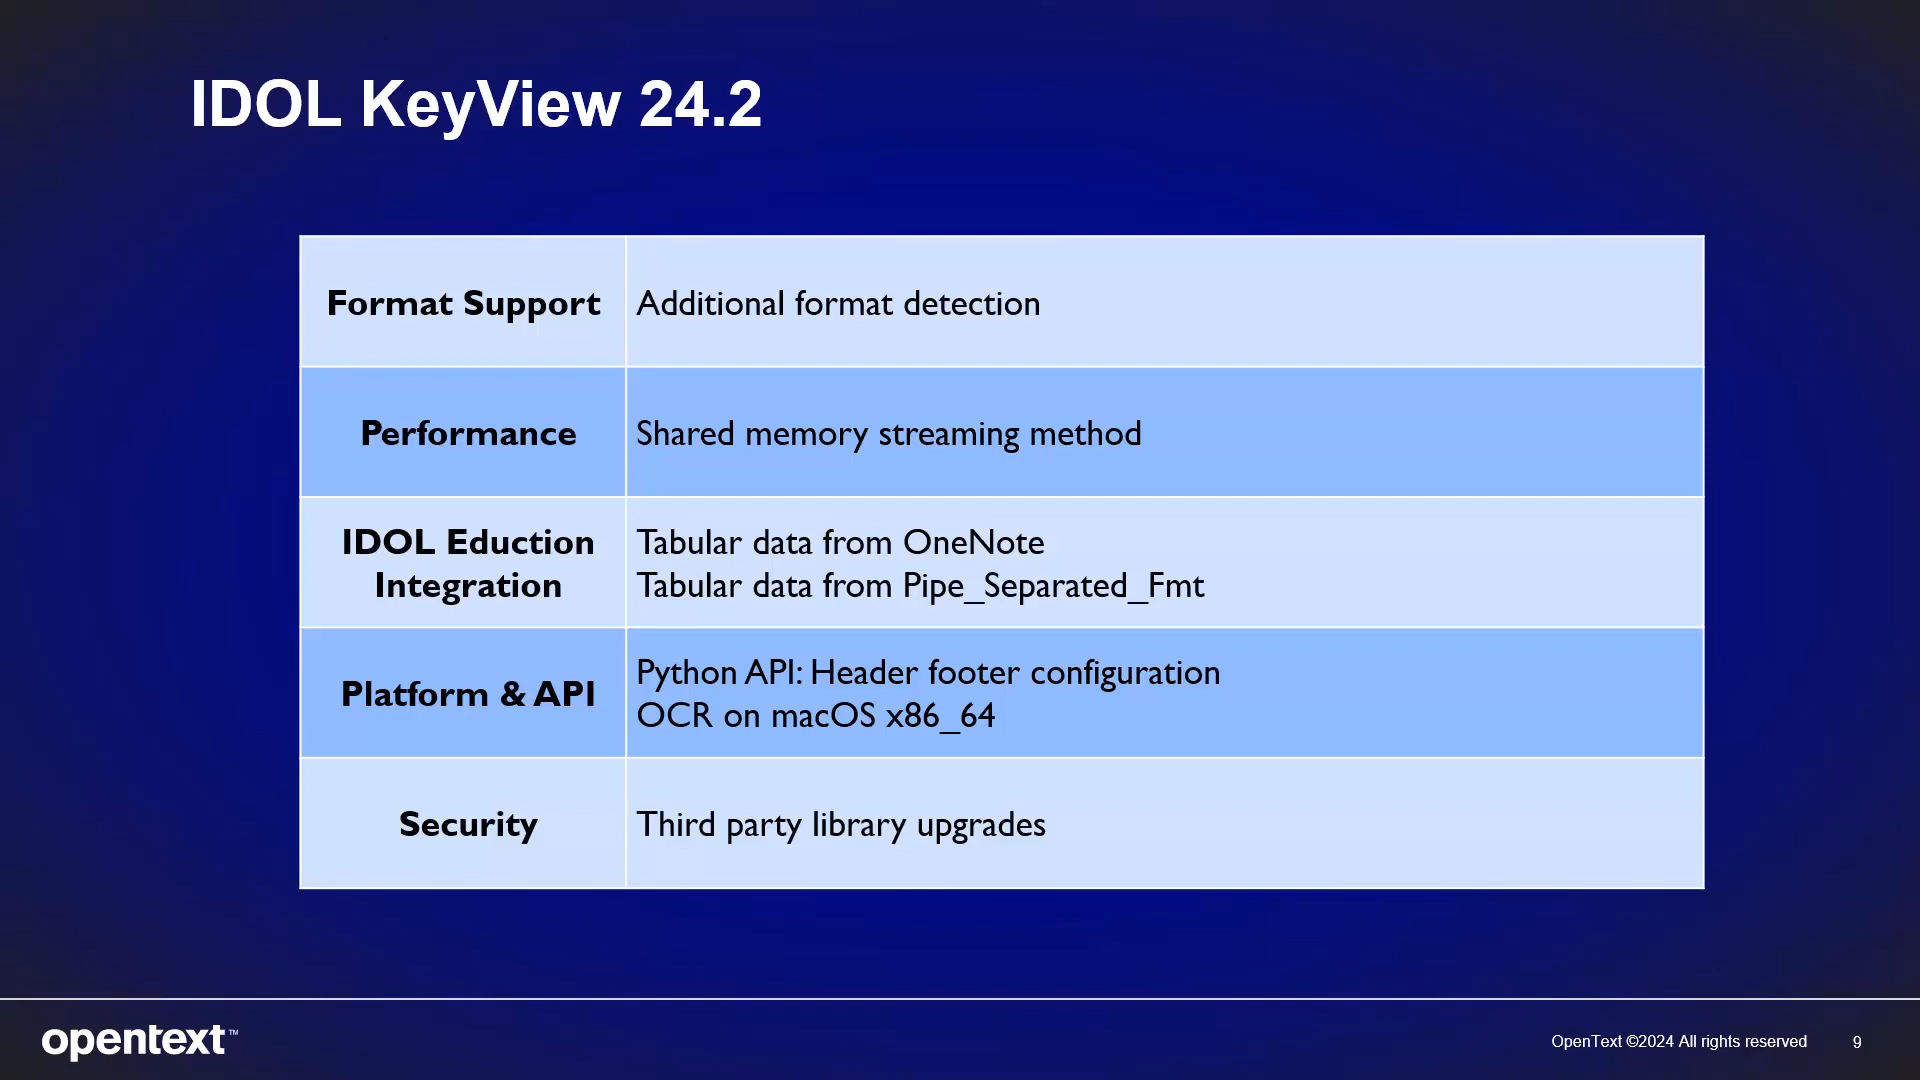 IDOL KeyView 24.2
Format Support
Additional format detection
Performance
Shared memory streaming method
IDOL Eduction
Integration
Tabular data from OneNote
Tabular data from Pipe_Separated_Fmt
Platform & API
Python API: Header footer configuration
OCR on macOS x86_64
Security
Third party library upgrades
opentext™
OpenText ©2024 All rights reserved
9